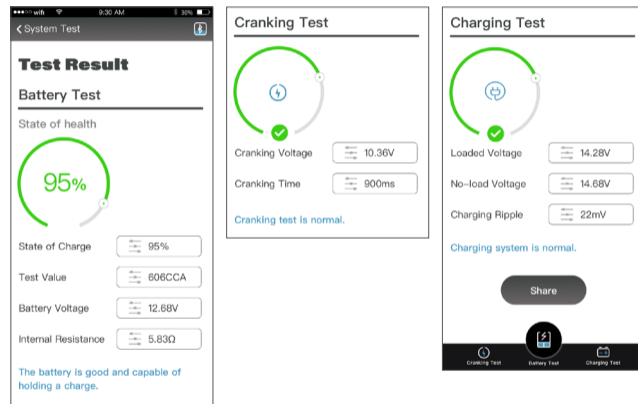 wifi 9:30 AM 30%
System Test
Test Result
Battery Test
State of health
95%
State of Charge 95%
Test Value 606CCA
Battery Voltage 12.68V
Internal Resistance 5.83Ω
The battery is good and capable of
holding a charge.
Cranking Test
Cranking Voltage 10.36V
Cranking Time 900ms
Cranking test is normal.
Charging Test
Loaded Voltage 14.28V
No-load Voltage 14.68V
Charging Ripple 22mV
Charging system is normal.
Share
Cranking Test Battery Test Charging Test